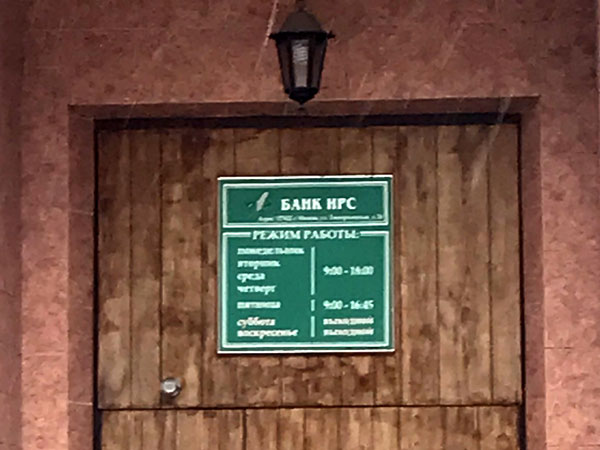 БАНК НРС
РЕЖИМ РАБОТЫ:
понедельник
вторник
среда
четверг
9:00 - 18:00
пятница 9:00 - 16:45
суббота выходной
воскресенье выходной